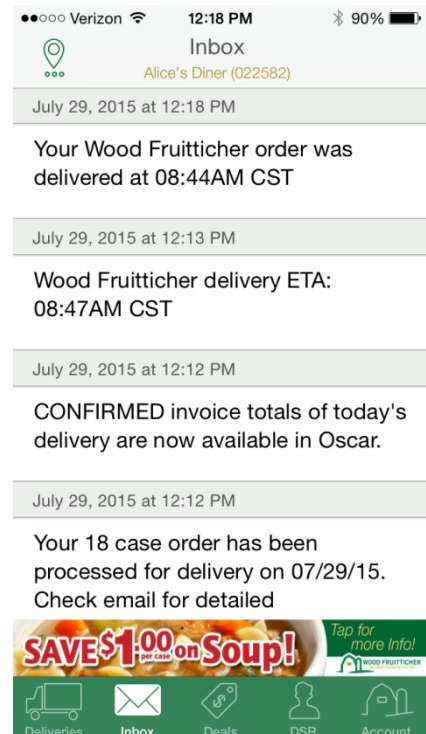 Verizon 12:18 PM 90%
Inbox
Alice's Diner (022582)
July 29, 2015 at 12:18 PM
Your Wood Fruitticher order was
delivered at 08:44AM CST
July 29, 2015 at 12:13 PM
Wood Fruitticher delivery ETA:
08:47AM CST
July 29, 2015 at 12:12 PM
CONFIRMED invoice totals of today's
delivery are now available in Oscar.
July 29, 2015 at 12:12 PM
Your 18 case order has been
processed for delivery on 07/29/15.
Check email for detailed
SAVE $1.00 per case on Soup!
Tap for
more Info!
WOOD FRUITTICHER
Deliveries Inbox Deals DSR Account